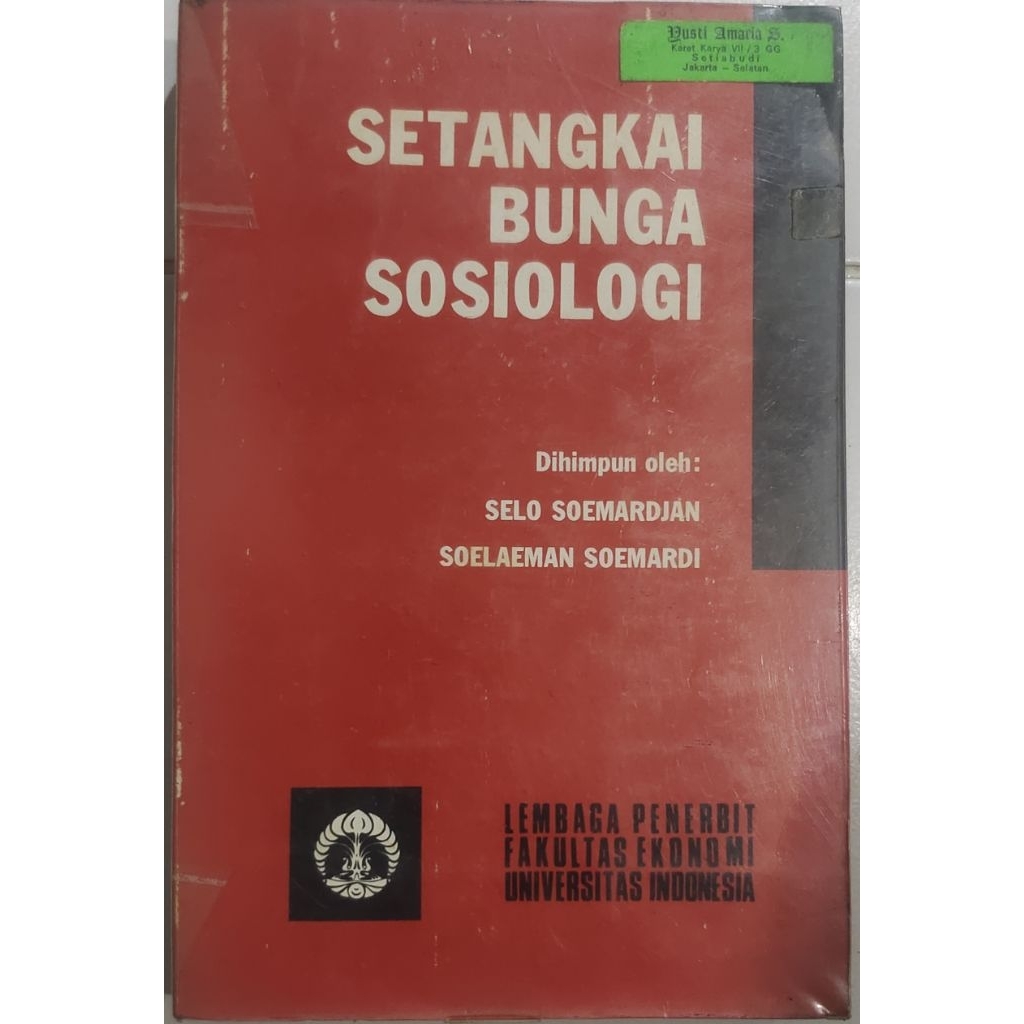 Yusti Amaria S.
Karet Karya VII / 3 GG
Setiabudi
Jakarta – Selatan
SETANGKAI
BUNGA
SOSIOLOGI
Dihimpun oleh:
SELO SOEMARDJAN
SOELAEMAN SOEMARDI
LEMBAGA PENERBIT
FAKULTAS EKONOMI
UNIVERSITAS INDONESIA